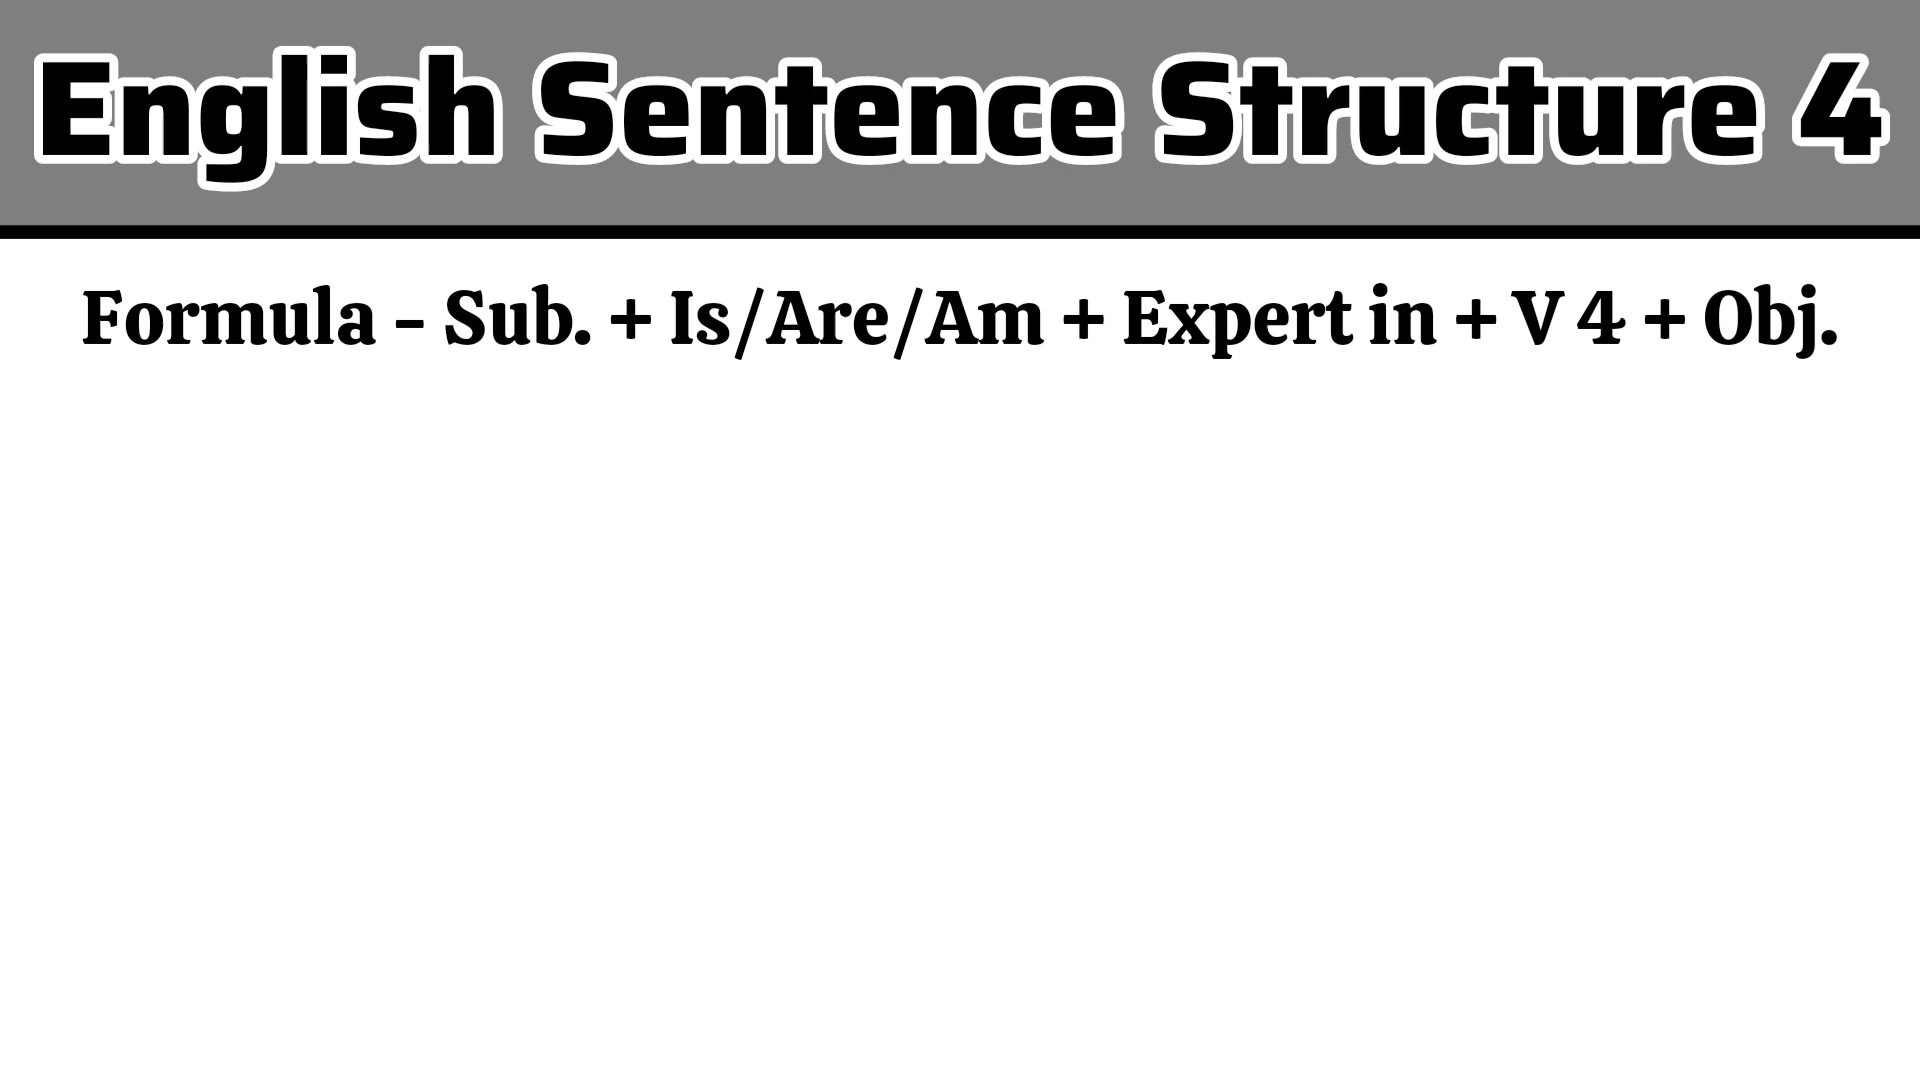 English Sentence Structure 4
Formula - Sub. + Is/Are/Am + Expert in + V 4 + Obj.